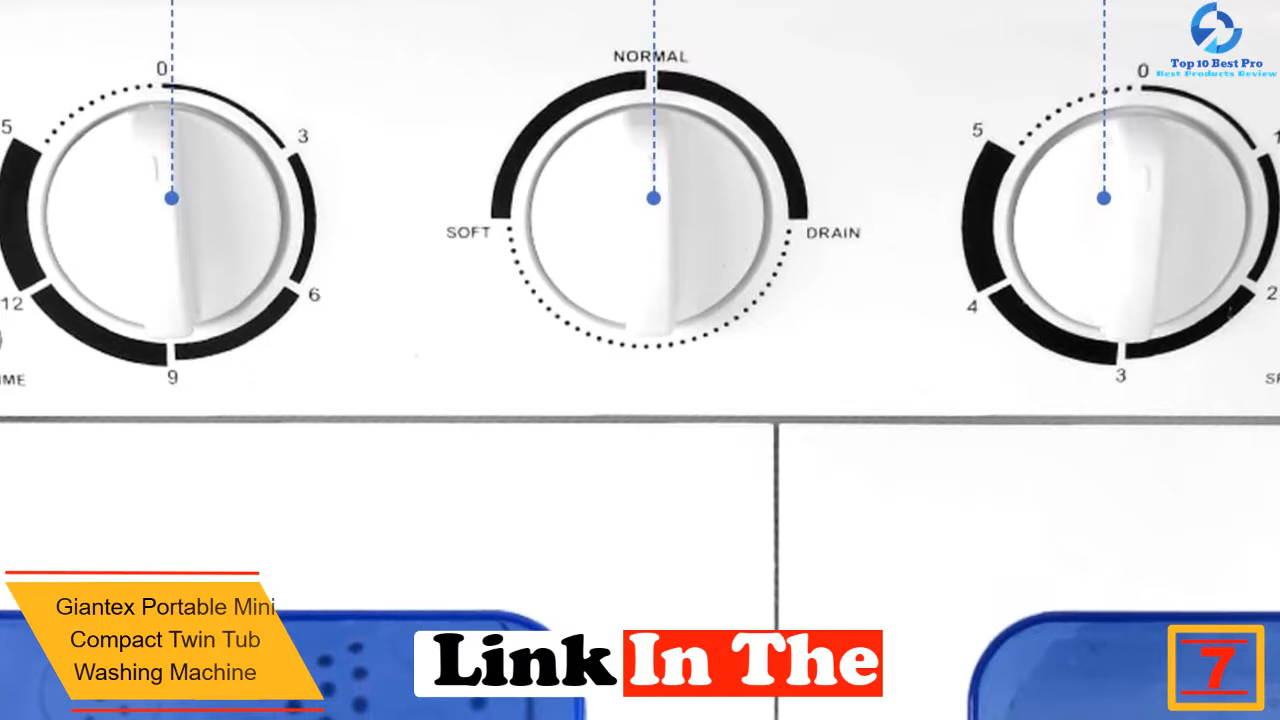 Top 10 Best Pro
Best Products Review
NORMAL
0
3
6
9
12
5
SOFT
DRAIN
0
2
3
4
5
Giantex Portable Mini
Compact Twin Tub
Washing Machine
Link In The
7